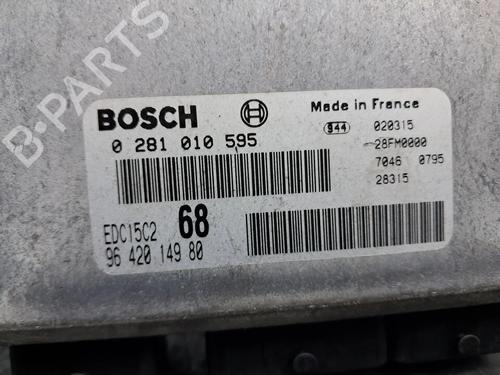 B-PARTS
BOSCH
Made in France
0 281 010 595
944 020315
28FM0000
7046 0795
28315
EDC15C2 68
96 420 149 80